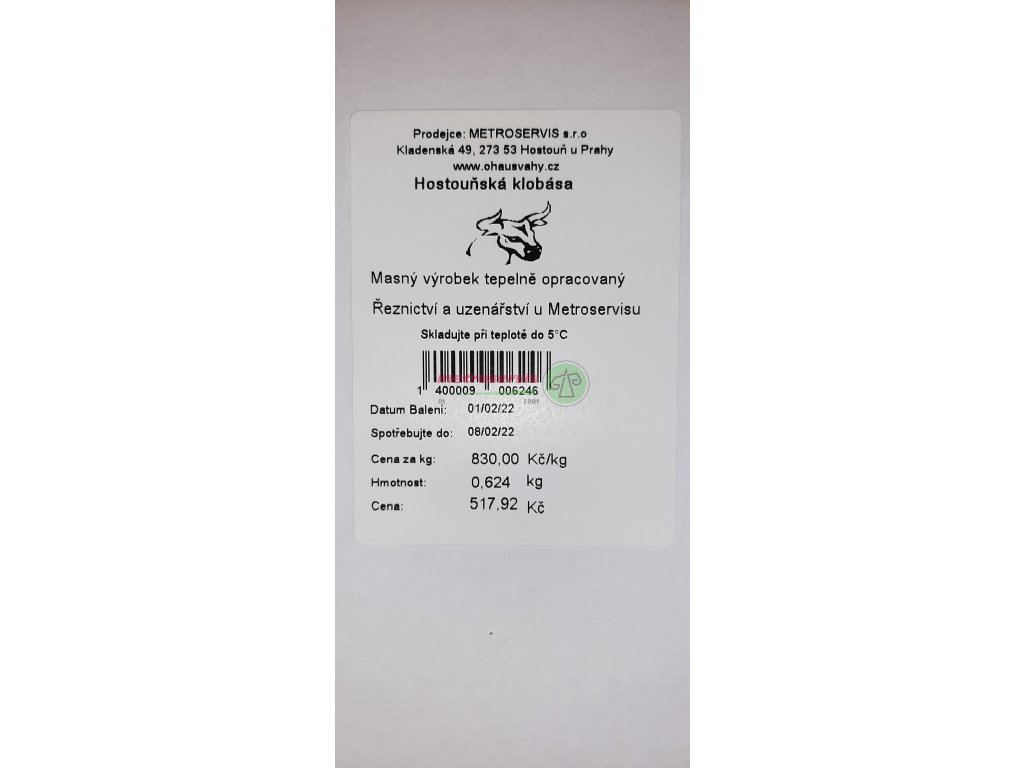 Prodejce: METROSERVIS s.r.o
Kladenská 49, 273 53 Hostouň u Prahy
www.ohausvahy.cz
Hostouňská klobása
Masný výrobek tepelně opracovaný
Řeznictví a uzenářství u Metroservisu
Skladujte při teplotě do 5°C
1 400009 006246
Datum Balení: 01/02/22
Spotřebujte do: 08/02/22
Cena za kg: 830,00 Kč/kg
Hmotnost: 0,624 kg
Cena: 517,92 Kč